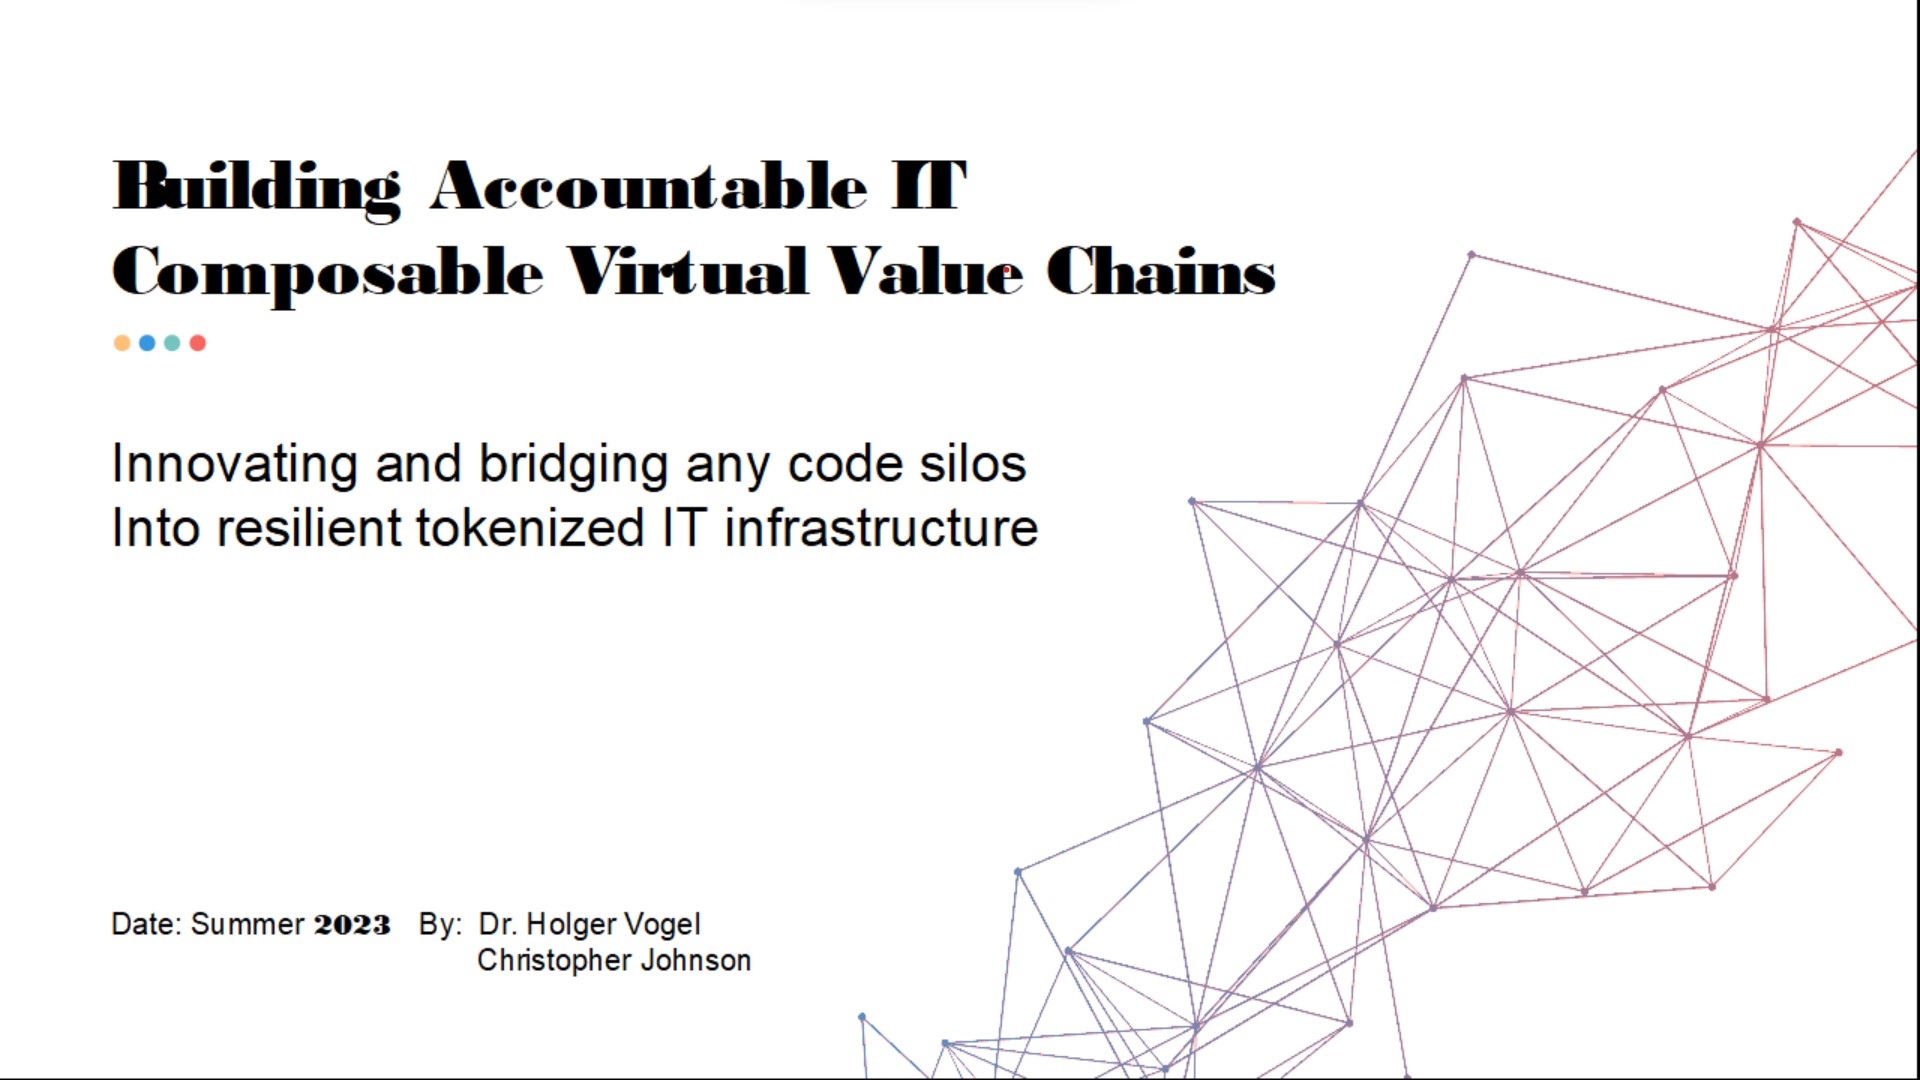 Building Accountable IT
Composable Virtual Value Chains
Innovating and bridging any code silos
Into resilient tokenized IT infrastructure
Date: Summer 2023 By: Dr. Holger Vogel
Christopher Johnson